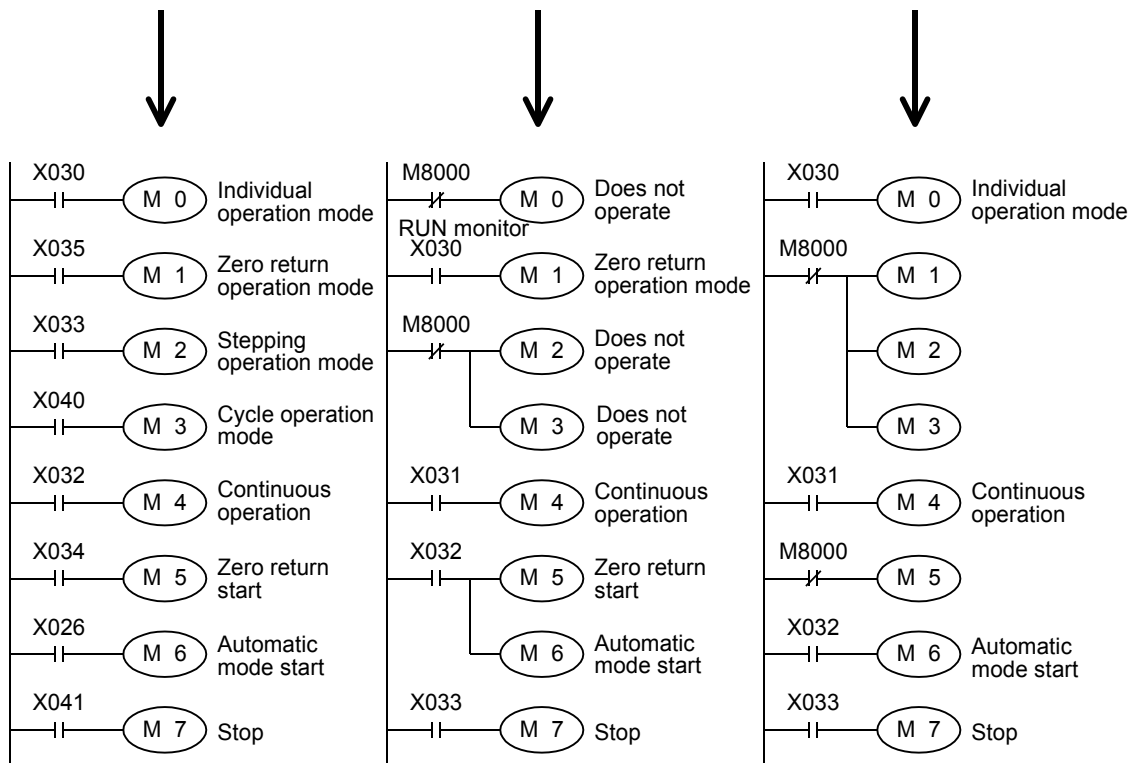 X030
M 0
Individual
operation mode
X035
M 1
Zero return
operation mode
X033
M 2
Stepping
operation mode
X040
M 3
Cycle operation
mode
X032
M 4
Continuous
operation
X034
M 5
Zero return
start
X026
M 6
Automatic
mode start
X041
M 7
Stop
M8000
M 0
Does not
operate
RUN monitor
X030
M 1
Zero return
operation mode
M8000
M 2
Does not
operate
M 3
Does not
operate
X031
M 4
Continuous
operation
X032
M 5
Zero return
start
M 6
Automatic
mode start
X033
M 7
Stop
X030
M 0
Individual
operation mode
M8000
M 1
M 2
M 3
X031
M 4
Continuous
operation
M8000
M 5
X032
M 6
Automatic
mode start
X033
M 7
Stop